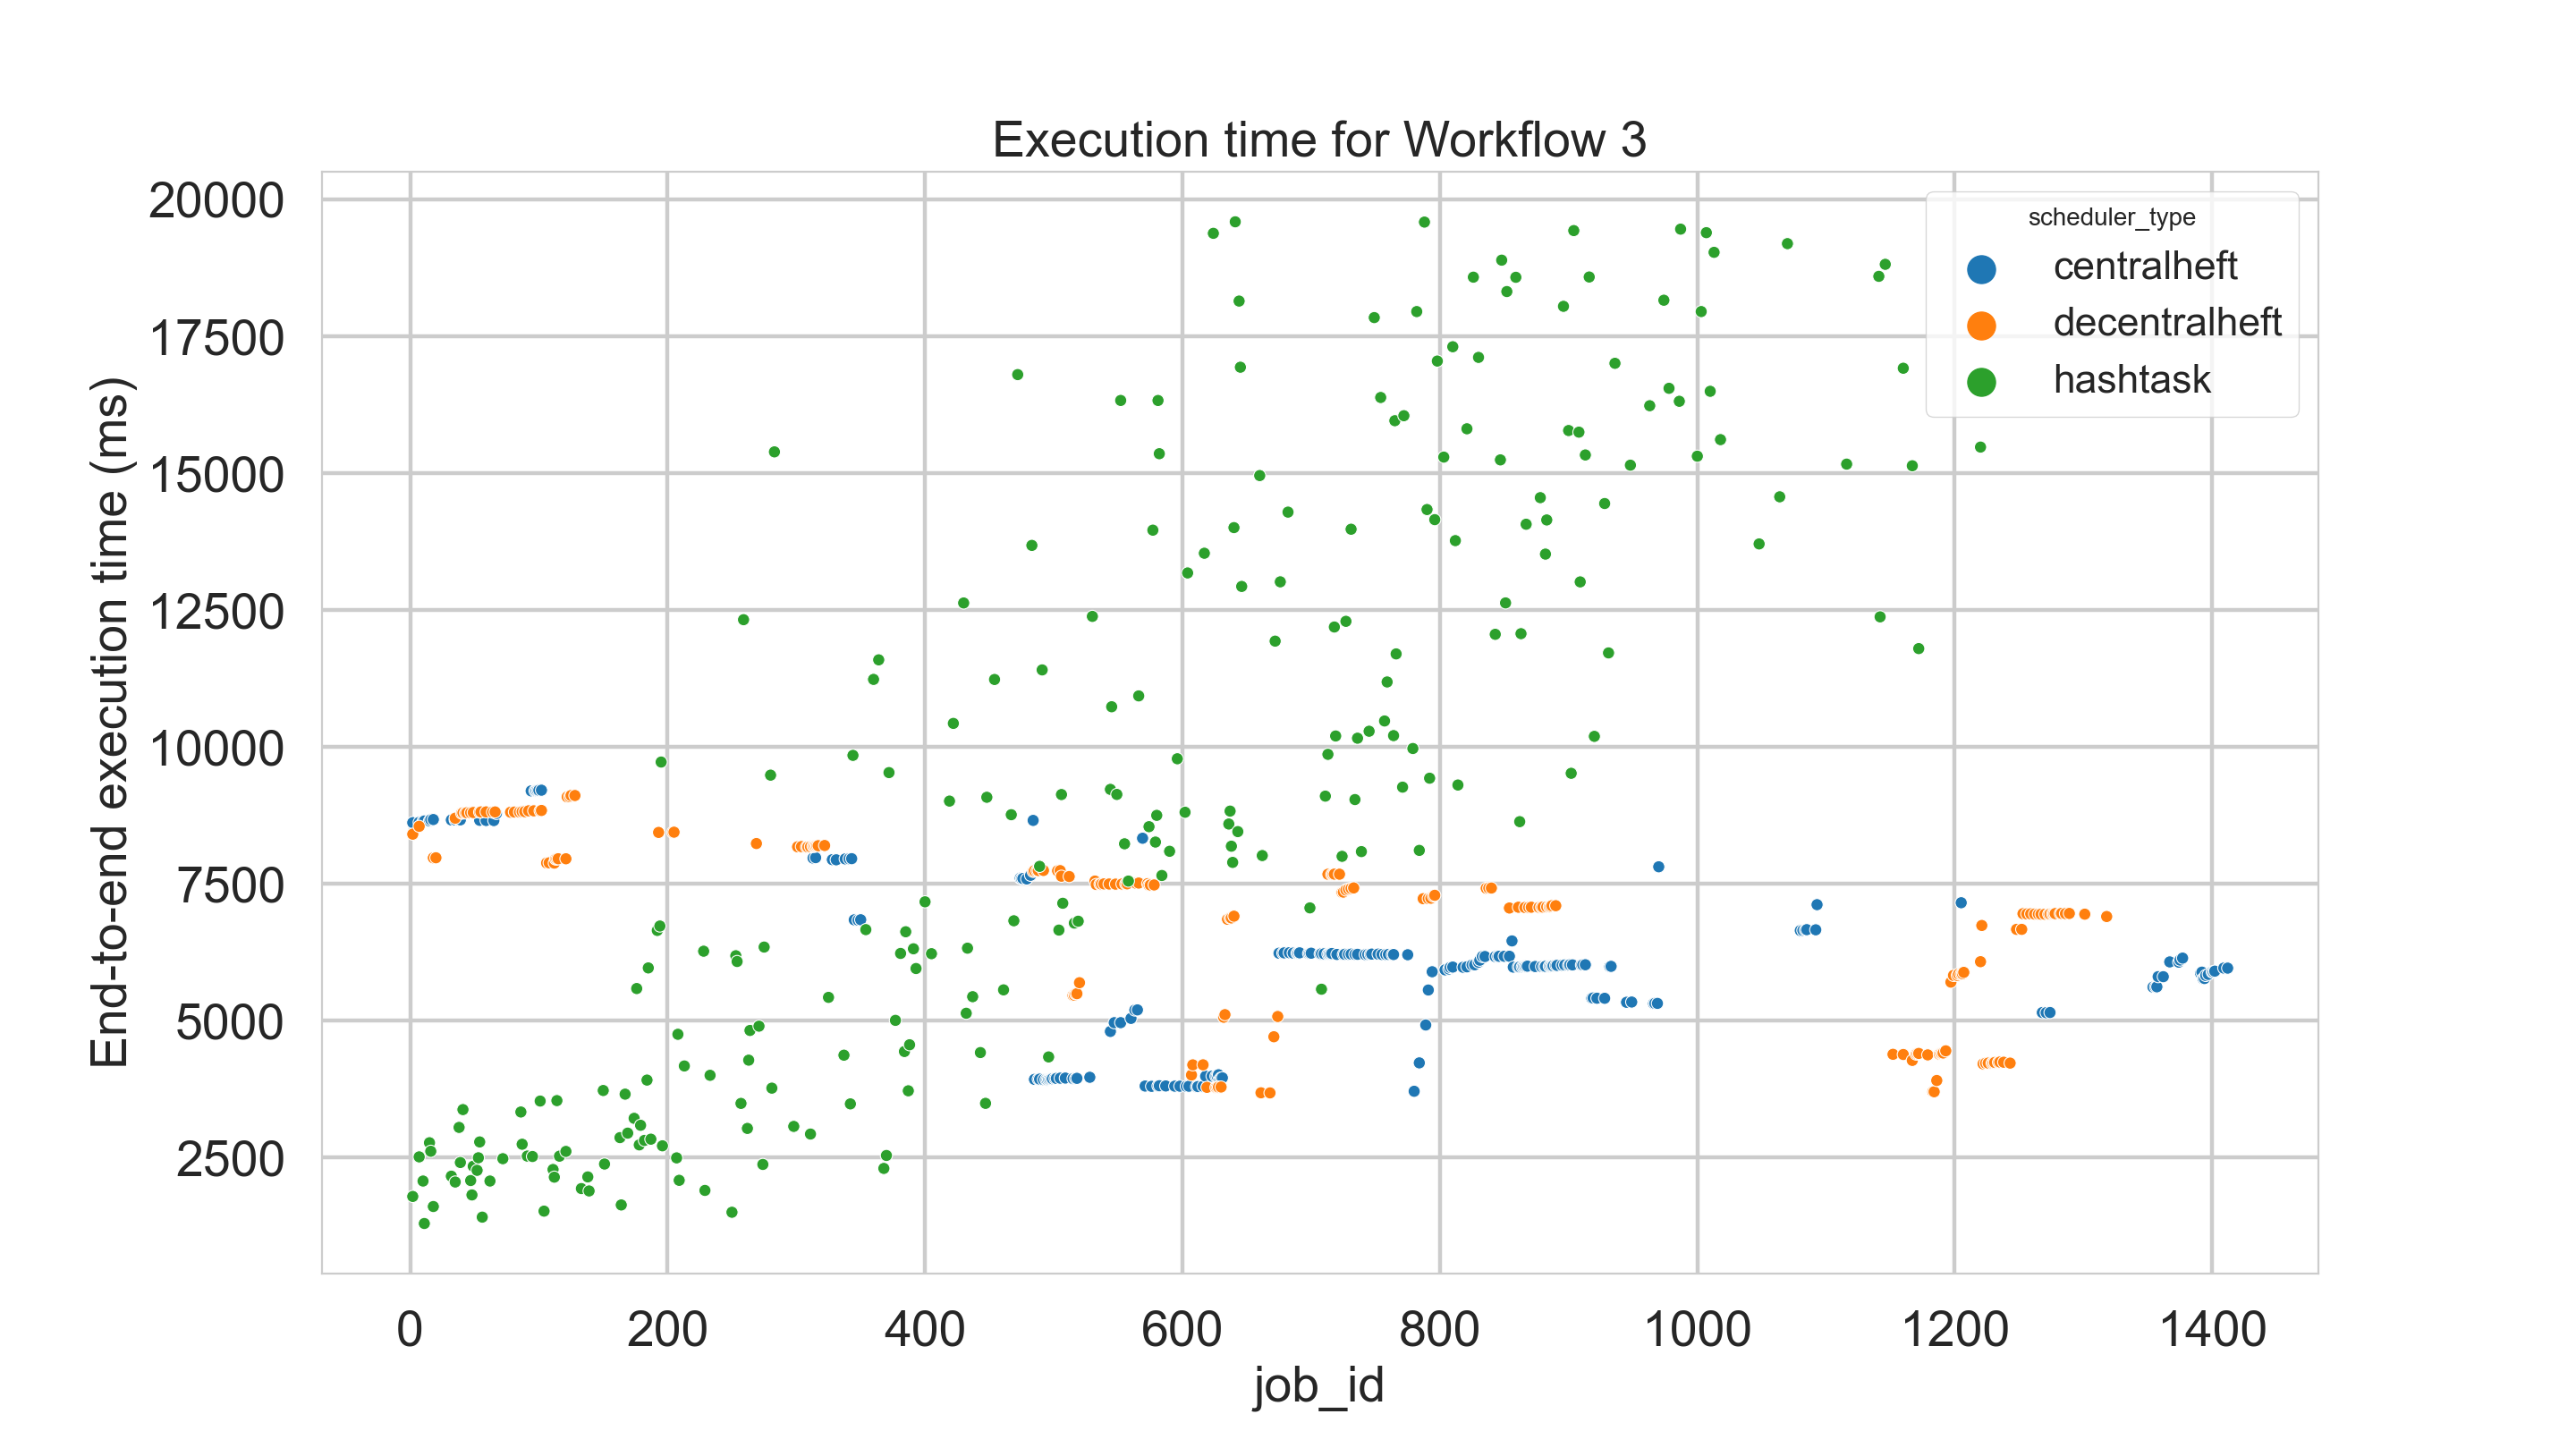 Execution time for Workflow 3
End-to-end execution time (ms)
20000
17500
15000
12500
10000
7500
5000
2500
scheduler_type
centralheft
decentralheft
hashtask
0 200 400 600 800 1000 1200 1400
job_id